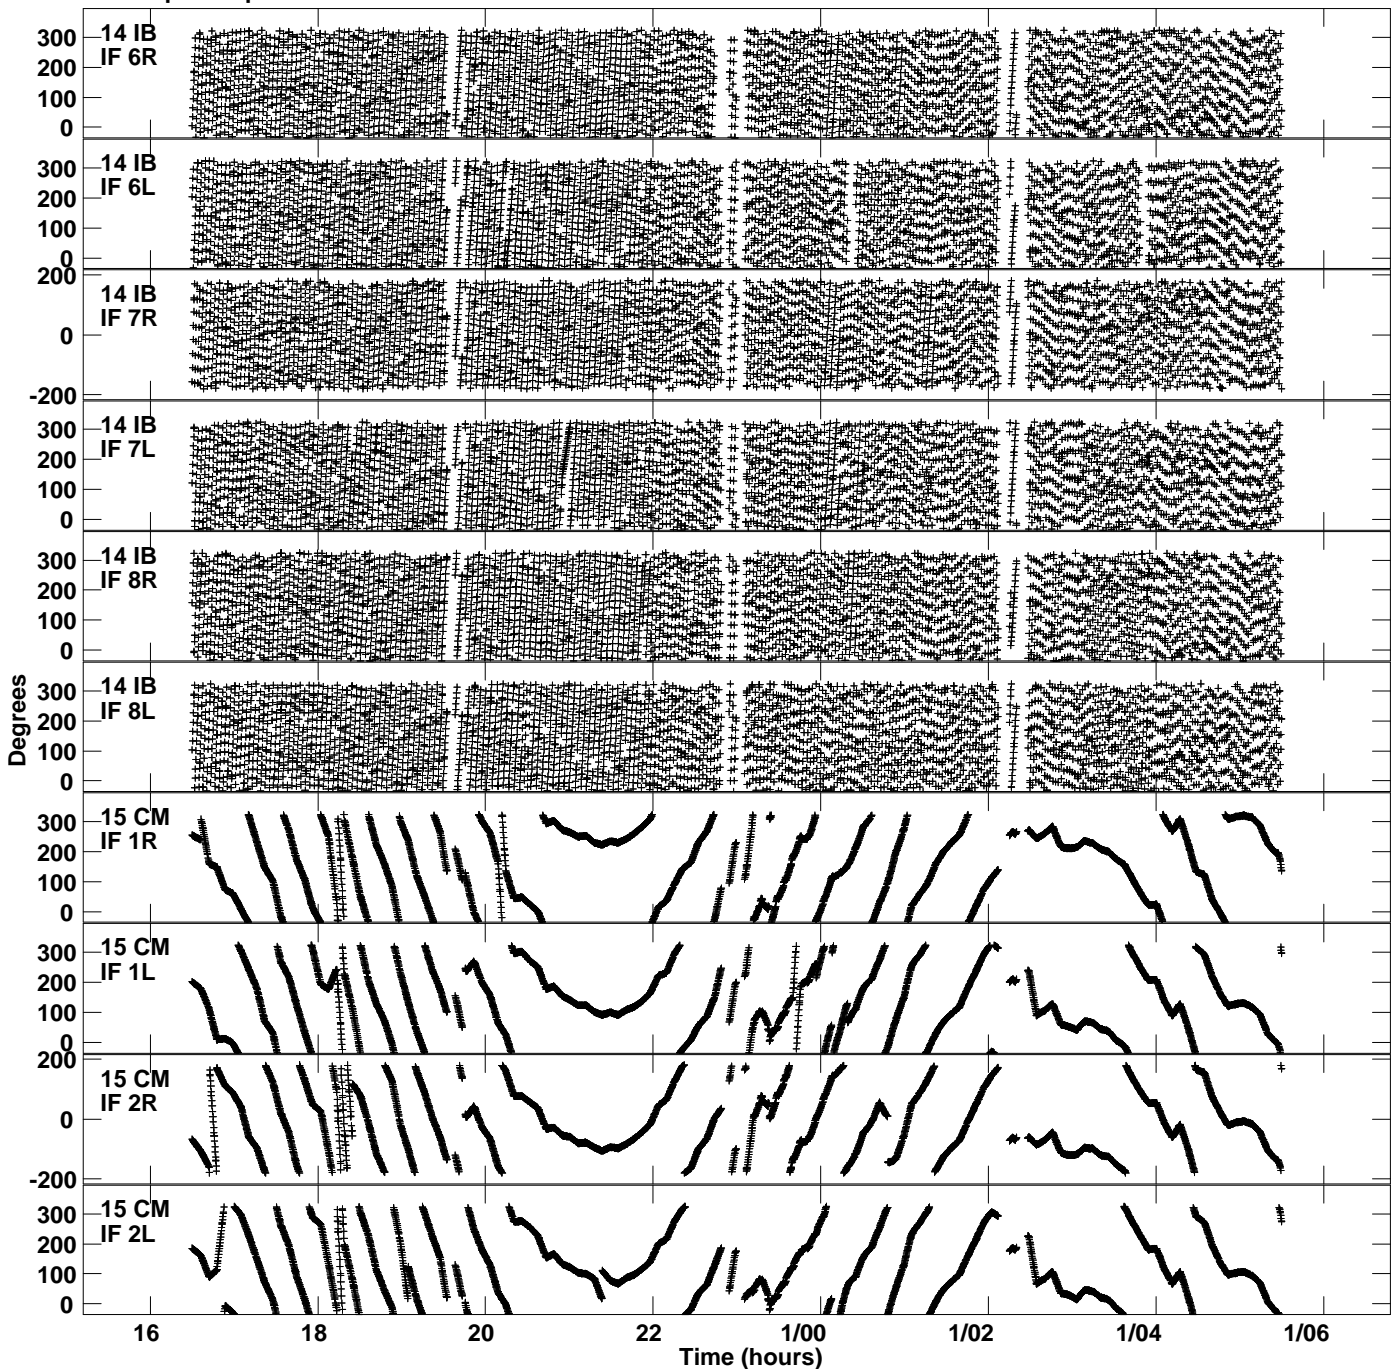 300 14 IB
200 IF 6R
100
0
300 14 IB
200 IF 6L
100
0
200 14 IB
IF 7R
0
-200
300 14 IB
200 IF 7L
100
0
300 14 IB
200 IF 8R
100
0
300 14 IB
200 IF 8L
100
0
Degrees
300 15 CM
200 IF 1R
100
0
300 15 CM
200 IF 1L
100
0
200 15 CM
IF 2R
0
-200
300 15 CM
200 IF 2L
100
0
16 18 20 22 1/00 1/02 1/04 1/06
Time (hours)